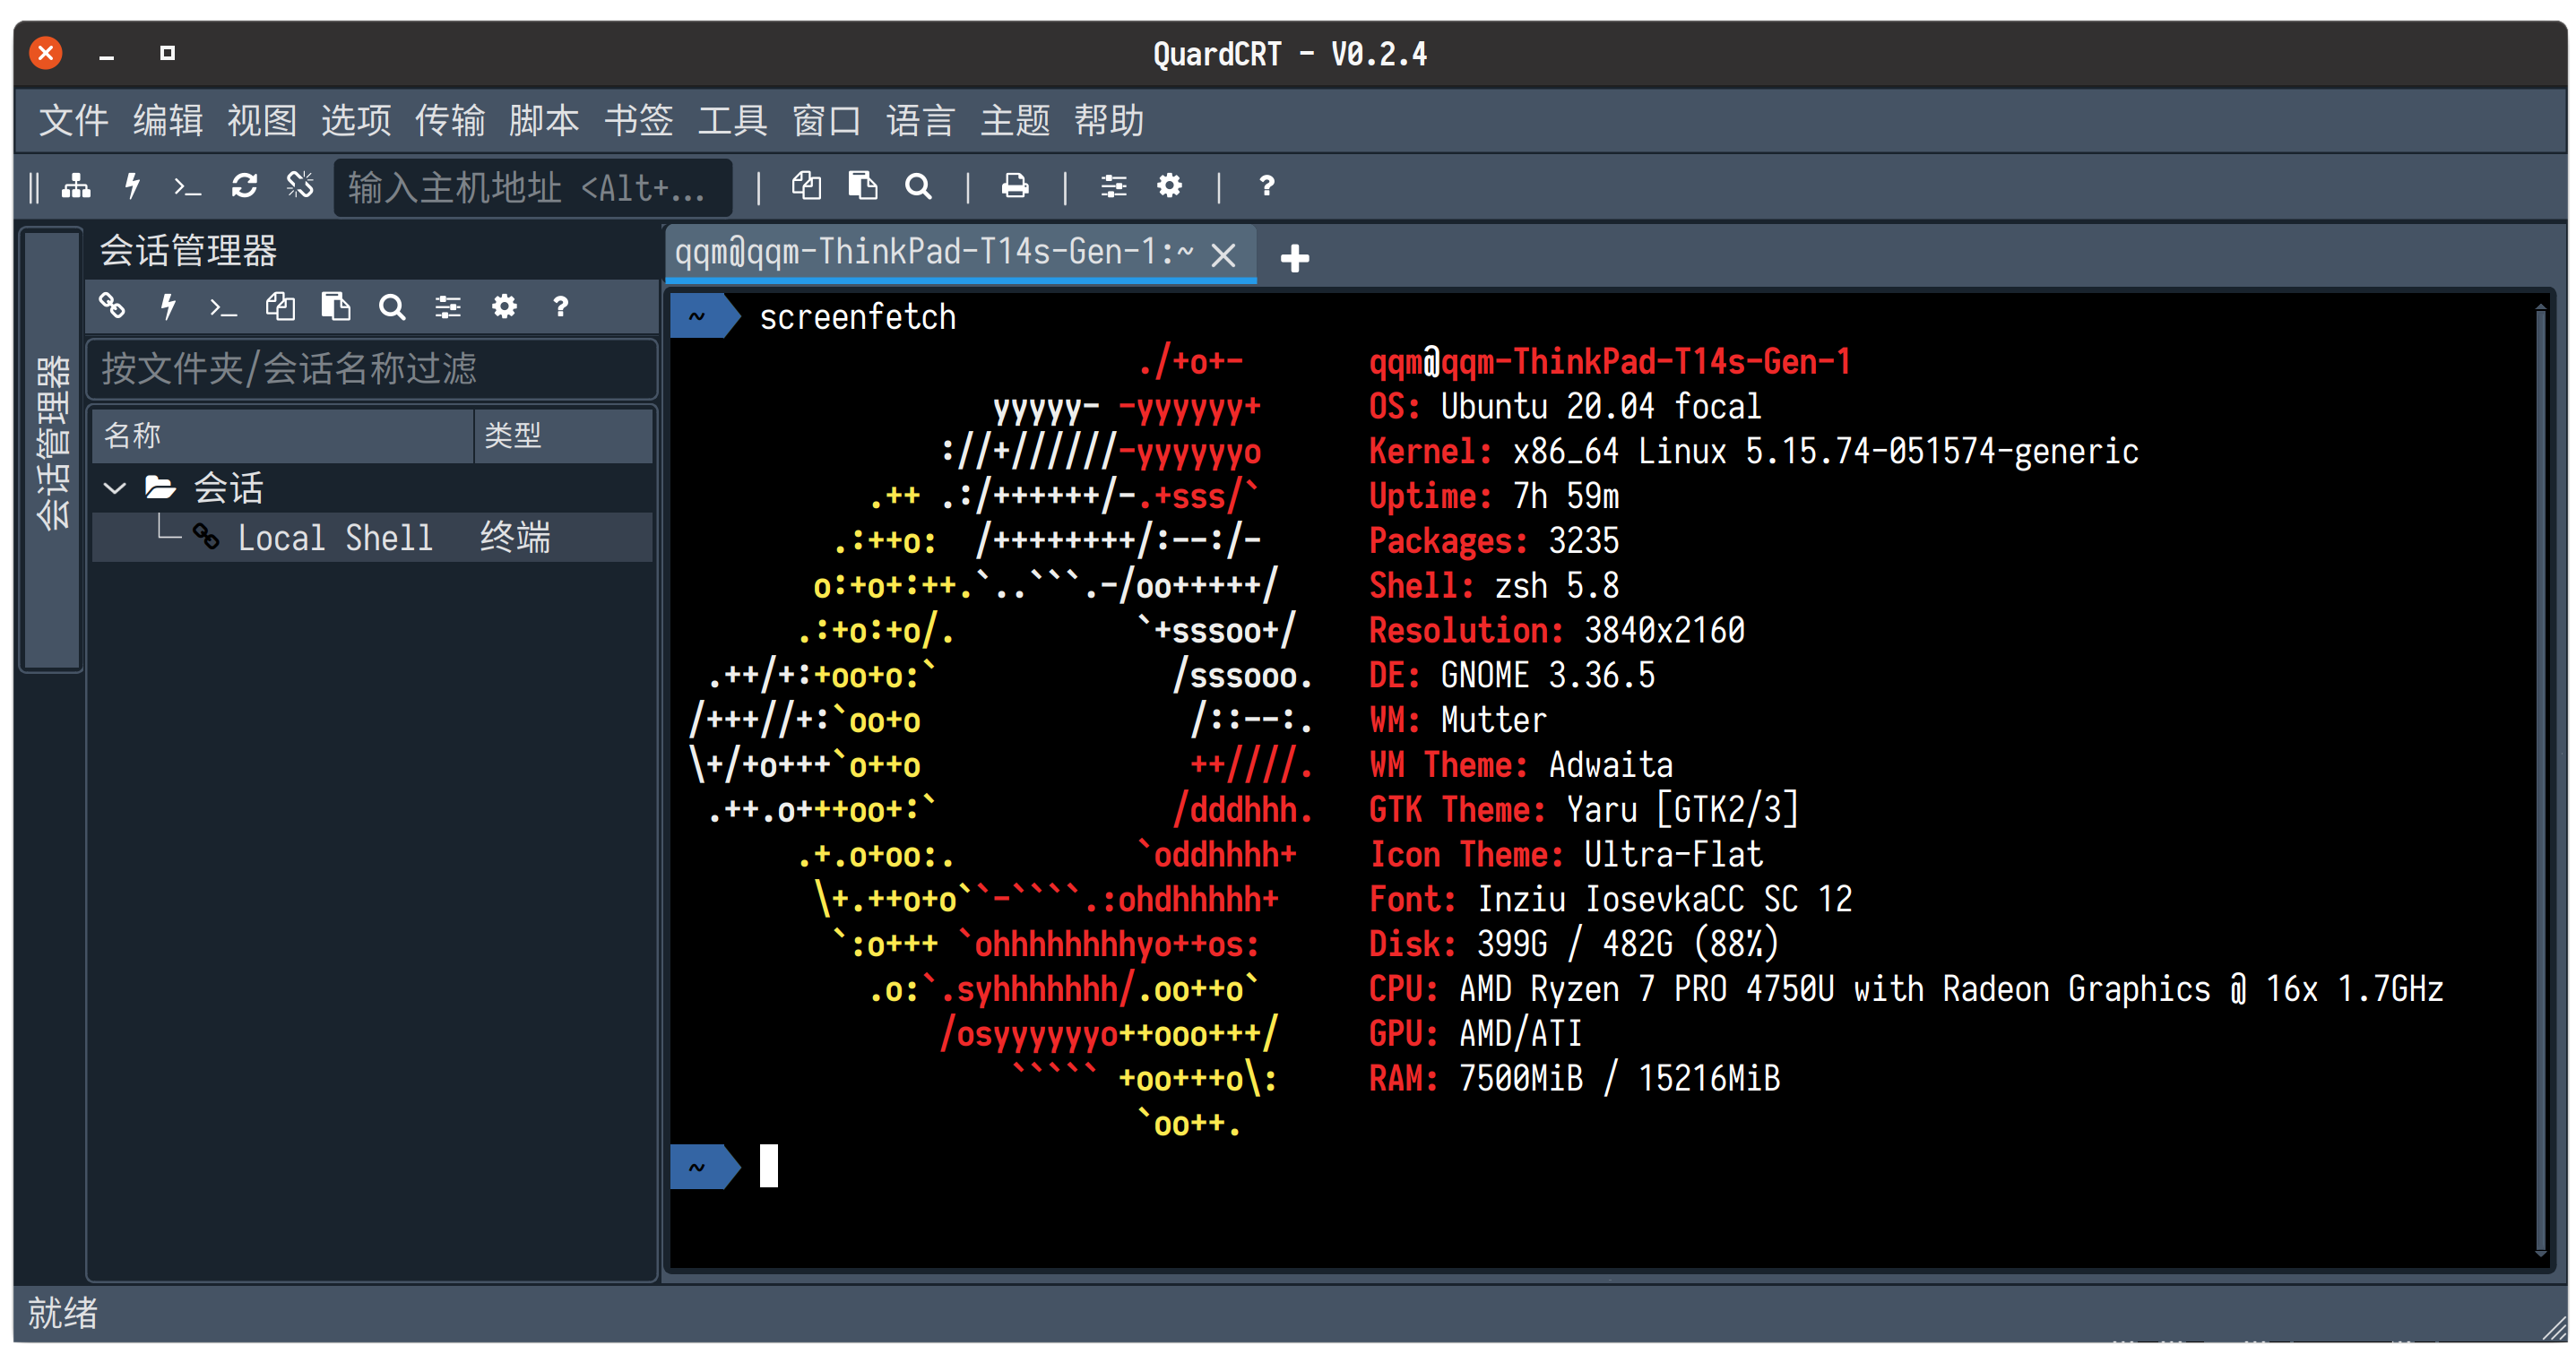 QuardCRT - V0.2.4
文件 编辑 视图 选项 传输 脚本 书签 工具 窗口 语言 主题 帮助
输入主机地址 <Alt+...
会话管理器
会话管理器
按文件夹/会话名称过滤
名称 类型
会话
Local Shell 终端
qqm@qqm-ThinkPad-T14s-Gen-1:~
~ screenfetch
./+o+- qqm@qqm-ThinkPad-T14s-Gen-1
yyyyy- -yyyyyy+ OS: Ubuntu 20.04 focal
://+//////-yyyyyyo Kernel: x86_64 Linux 5.15.74-051574-generic
.++ .:/++++++/-.+sss/` Uptime: 7h 59m
.:++o: /++++++++/:--:/- Packages: 3235
o:+o+:++.`..```.-/oo+++++/ Shell: zsh 5.8
.:+o:+o/. `+sssoo+/ Resolution: 3840x2160
.++/+:+oo+o:` /sssooo. DE: GNOME 3.36.5
/+++//+:`oo+o /::--:. WM: Mutter
\+/+o+++`o++o ++////. WM Theme: Adwaita
.++.o+++oo+:` /dddhhh. GTK Theme: Yaru [GTK2/3]
.+.o+oo:. `oddhhhh+ Icon Theme: Ultra-Flat
\+.++o+o``-````.:ohdhhhhh+ Font: Inziu IosevkaCC SC 12
`:o+++ `ohhhhhhhhyo++os: Disk: 399G / 482G (88%)
.o:`.syhhhhhhh/.oo++o` CPU: AMD Ryzen 7 PRO 4750U with Radeon Graphics @ 16x 1.7GHz
/osyyyyyyo++ooo+++/ GPU: AMD/ATI
````` +oo+++o\: RAM: 7500MiB / 15216MiB
`oo++.
~
就绪